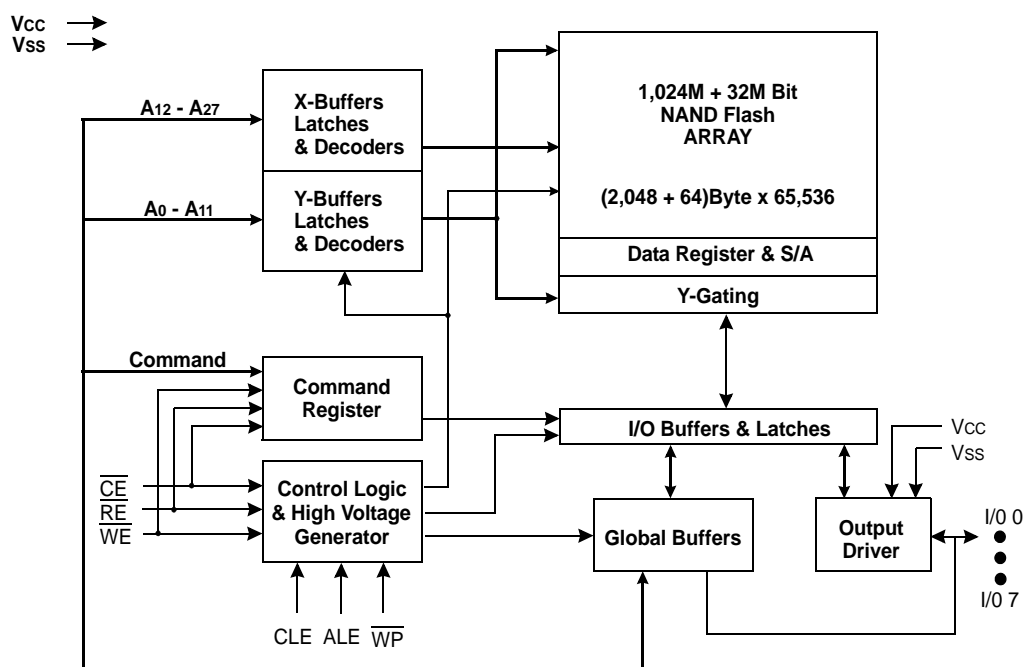 VCC
VSS
A12 - A27
X-Buffers
Latches
& Decoders
A0 - A11
Y-Buffers
Latches
& Decoders
1,024M + 32M Bit
NAND Flash
ARRAY
(2,048 + 64)Byte x 65,536
Data Register & S/A
Y-Gating
Command
Command
Register
I/O Buffers & Latches
VCC
VSS
CE
RE
WE
Control Logic
& High Voltage
Generator
Global Buffers
Output
Driver
I/0 0
I/0 7
CLE
ALE
WP